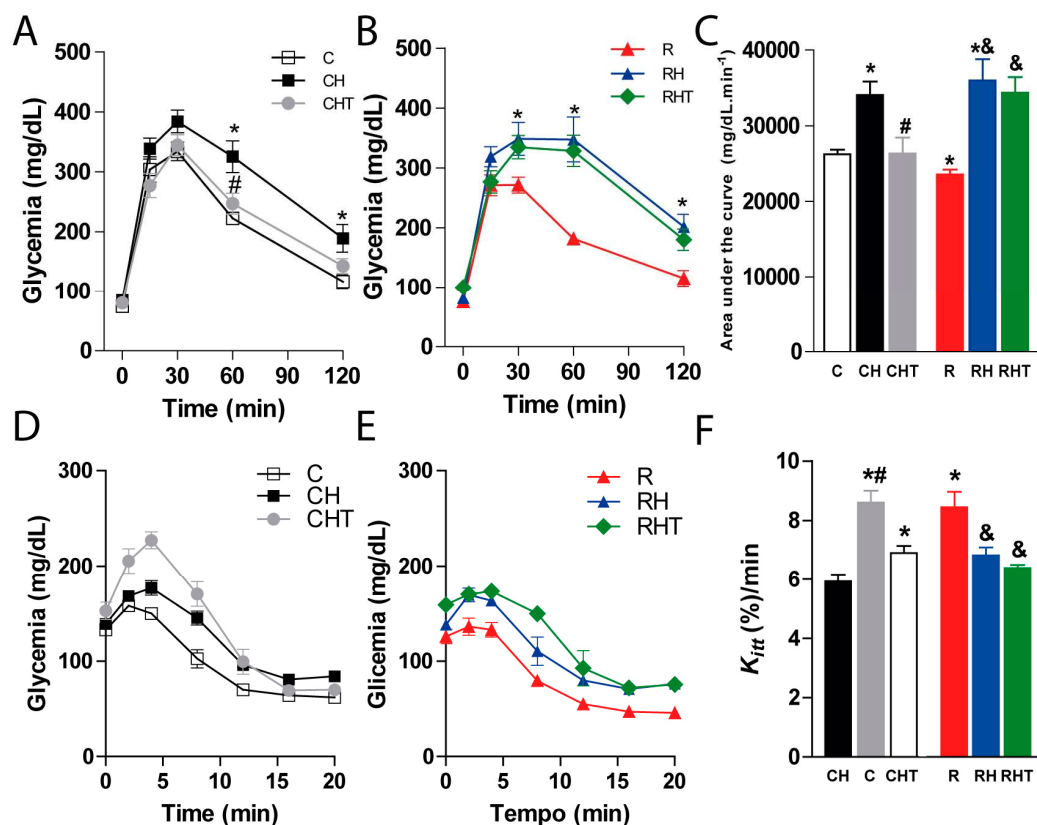 A
500
400
300
200
100
0
Glycemia (mg/dL)
C
CH
CHT
*
#
*
0 30 60 90 120
Time (min)
B
500
400
300
200
100
0
Glycemia (mg/dL)
R
RH
RHT
* * *
0 30 60 90 120
Time (min)
C
40000
30000
20000
10000
0
Area under the curve (mg/dL.min⁻¹)
* # * *& &
C CH CHT R RH RHT
D
300
200
100
0
Glycemia (mg/dL)
C
CH
CHT
0 5 10 15 20
Time (min)
E
300
200
100
0
Glicemia (mg/dL)
R
RH
RHT
0 5 10 15 20
Tempo (min)
F
10
8
6
4
2
0
Kitt (%)/min
*# * * & &
CH C CHT R RH RHT